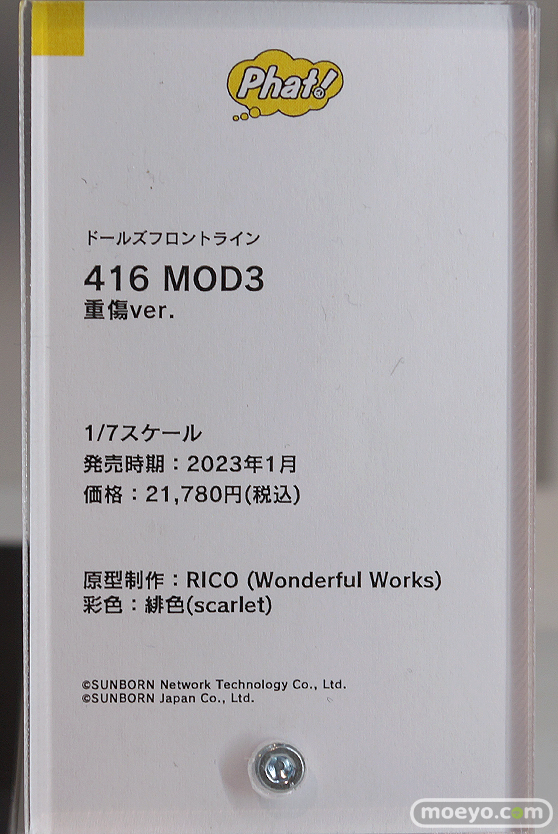 Phat!
ドールズフロントライン
416 MOD3
重傷ver.
1/7スケール
発売時期：2023年1月
価格：21,780円(税込)
原型制作：RICO (Wonderful Works)
彩色：緋色(scarlet)
©SUNBORN Network Technology Co., Ltd.
©SUNBORN Japan Co., Ltd.
moeyo.com